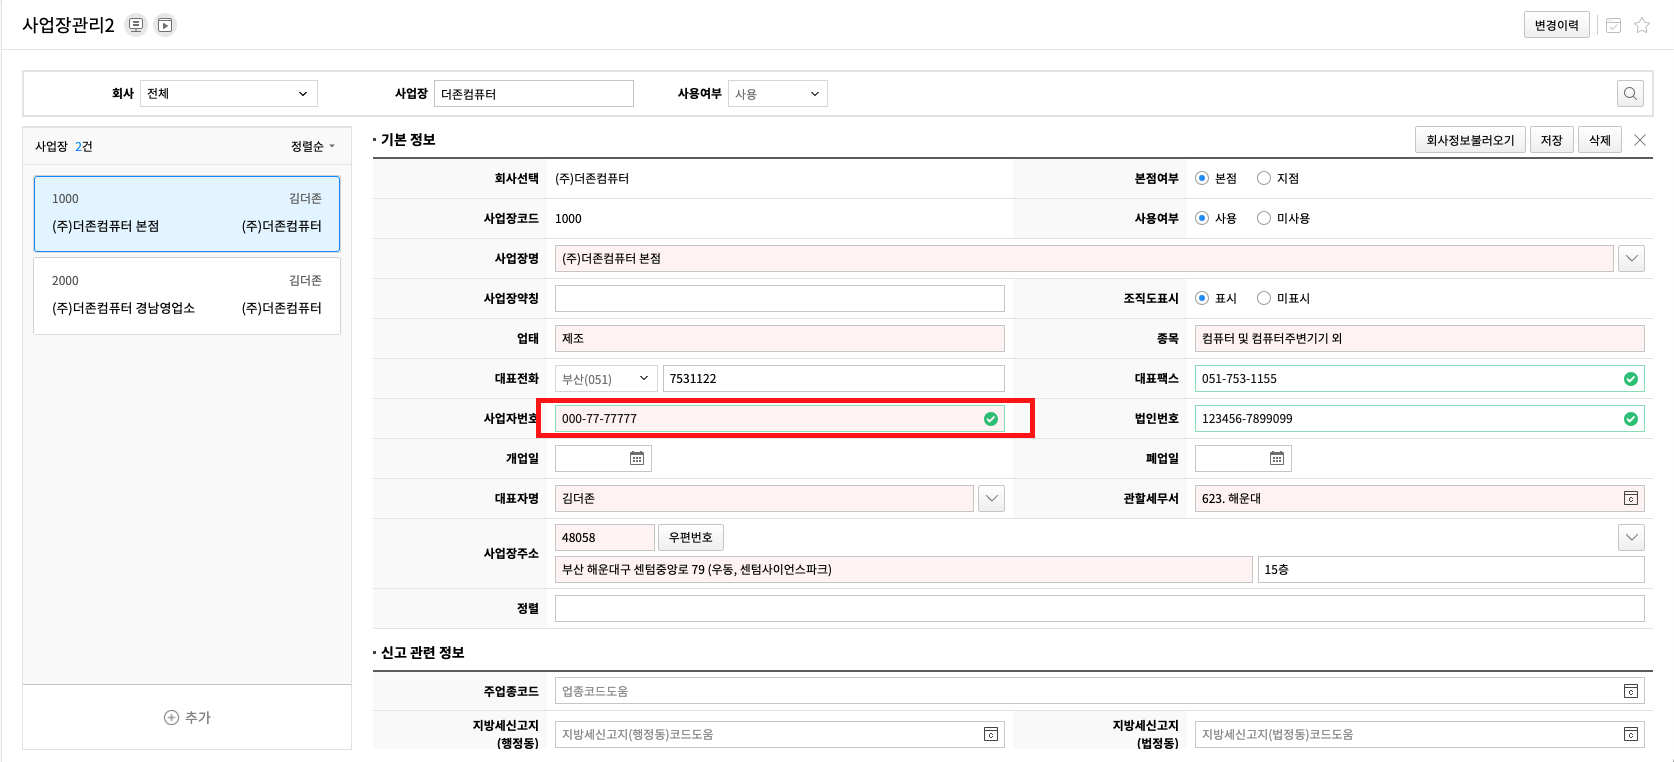 사업장관리2
변경이력
회사 전체 사업장 더존컴퓨터 사용여부 사용
사업장 2건 정렬순
1000 김더존
(주)더존컴퓨터 본점 (주)더존컴퓨터
2000 김더존
(주)더존컴퓨터 경남영업소 (주)더존컴퓨터
추가
기본 정보 회사정보불러오기 저장 삭제
회사선택 (주)더존컴퓨터 본점여부 본점 지점
사업장코드 1000 사용여부 사용 미사용
사업장명 (주)더존컴퓨터 본점
사업장약칭 조직도표시 표시 미표시
업태 제조 종목 컴퓨터 및 컴퓨터주변기기 외
대표전화 부산(051) 7531122 대표팩스 051-753-1155
사업자번호 000-77-77777 법인번호 123456-7899099
개업일 폐업일
대표자명 김더존 관할세무서 623. 해운대
사업장주소 48058 우편번호
부산 해운대구 센텀중앙로 79 (우동, 센텀사이언스파크) 15층
정렬
신고 관련 정보
주업종코드 업종코드도움
지방세신고지 (행정동) 지방세신고지(행정동)코드도움 지방세신고지 (법정동) 지방세신고지(법정동)코드도움